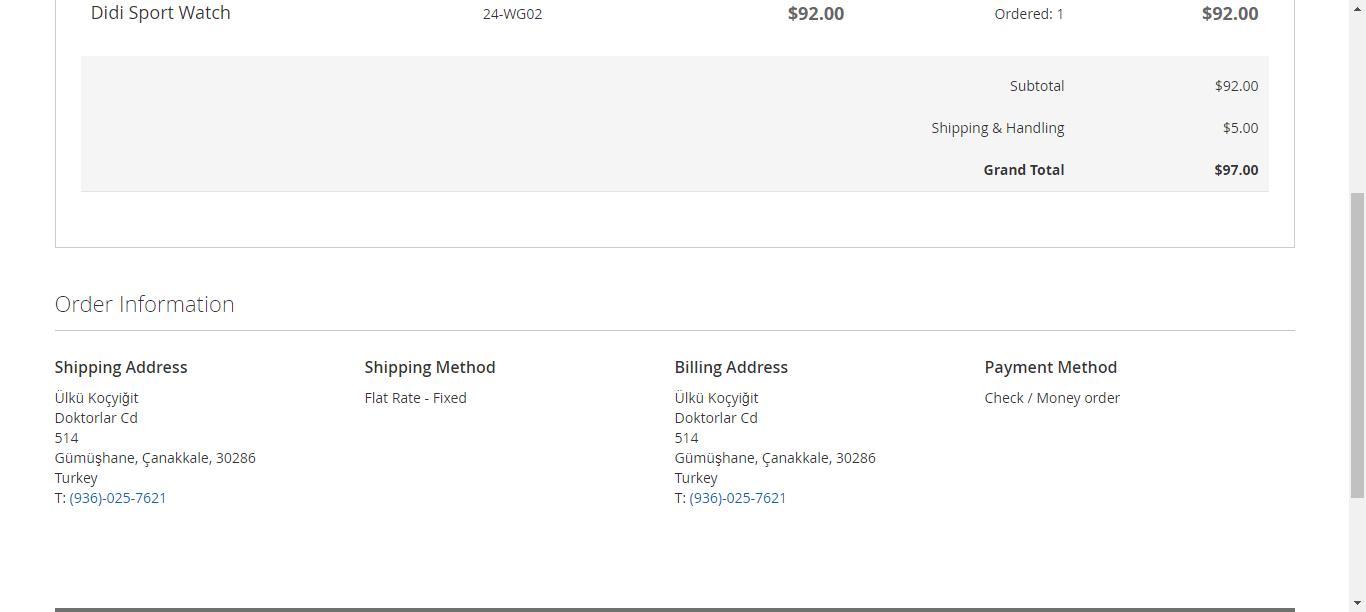 Didi Sport Watch 24-WG02 $92.00 Ordered: 1 $92.00
Subtotal $92.00
Shipping & Handling $5.00
Grand Total $97.00
Order Information
Shipping Address
Ülkü Koçyiğit
Doktorlar Cd
514
Gümüşhane, Çanakkale, 30286
Turkey
T: (936)-025-7621
Shipping Method
Flat Rate - Fixed
Billing Address
Ülkü Koçyiğit
Doktorlar Cd
514
Gümüşhane, Çanakkale, 30286
Turkey
T: (936)-025-7621
Payment Method
Check / Money order